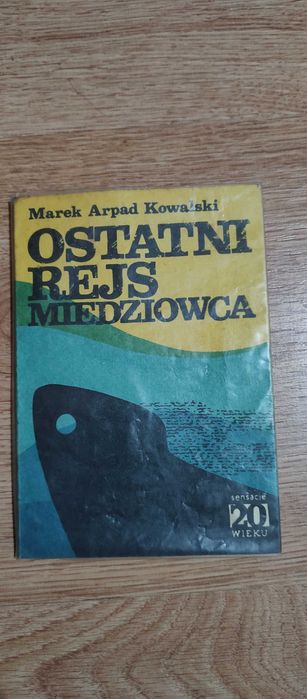 Marek Arpad Kowalski
OSTATNI
REJS
MIEDZIOWCA
sensacje
20
WIEKU